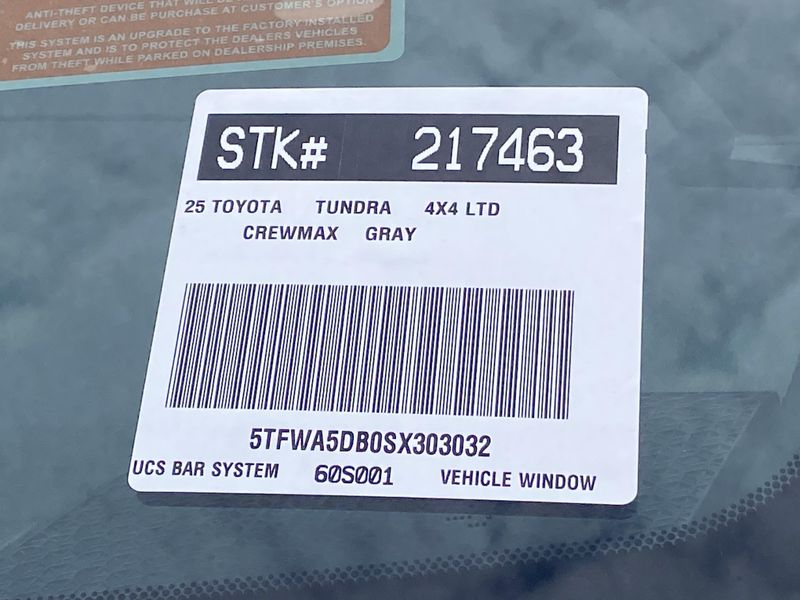 ANTI-THEFT DEVICE THAT WILL BE
DELIVERY OR CAN BE PURCHASE AT CUSTOMER'S OPTION
THIS SYSTEM IS AN UPGRADE TO THE FACTORY INSTALLED
SYSTEM AND IS TO PROTECT THE DEALERS VEHICLES
FROM THEFT WHILE PARKED ON DEALERSHIP PREMISES.
STK# 217463
25 TOYOTA TUNDRA 4X4 LTD
CREWMAX GRAY
5TFWA5DB0SX303032
UCS BAR SYSTEM 60S001 VEHICLE WINDOW